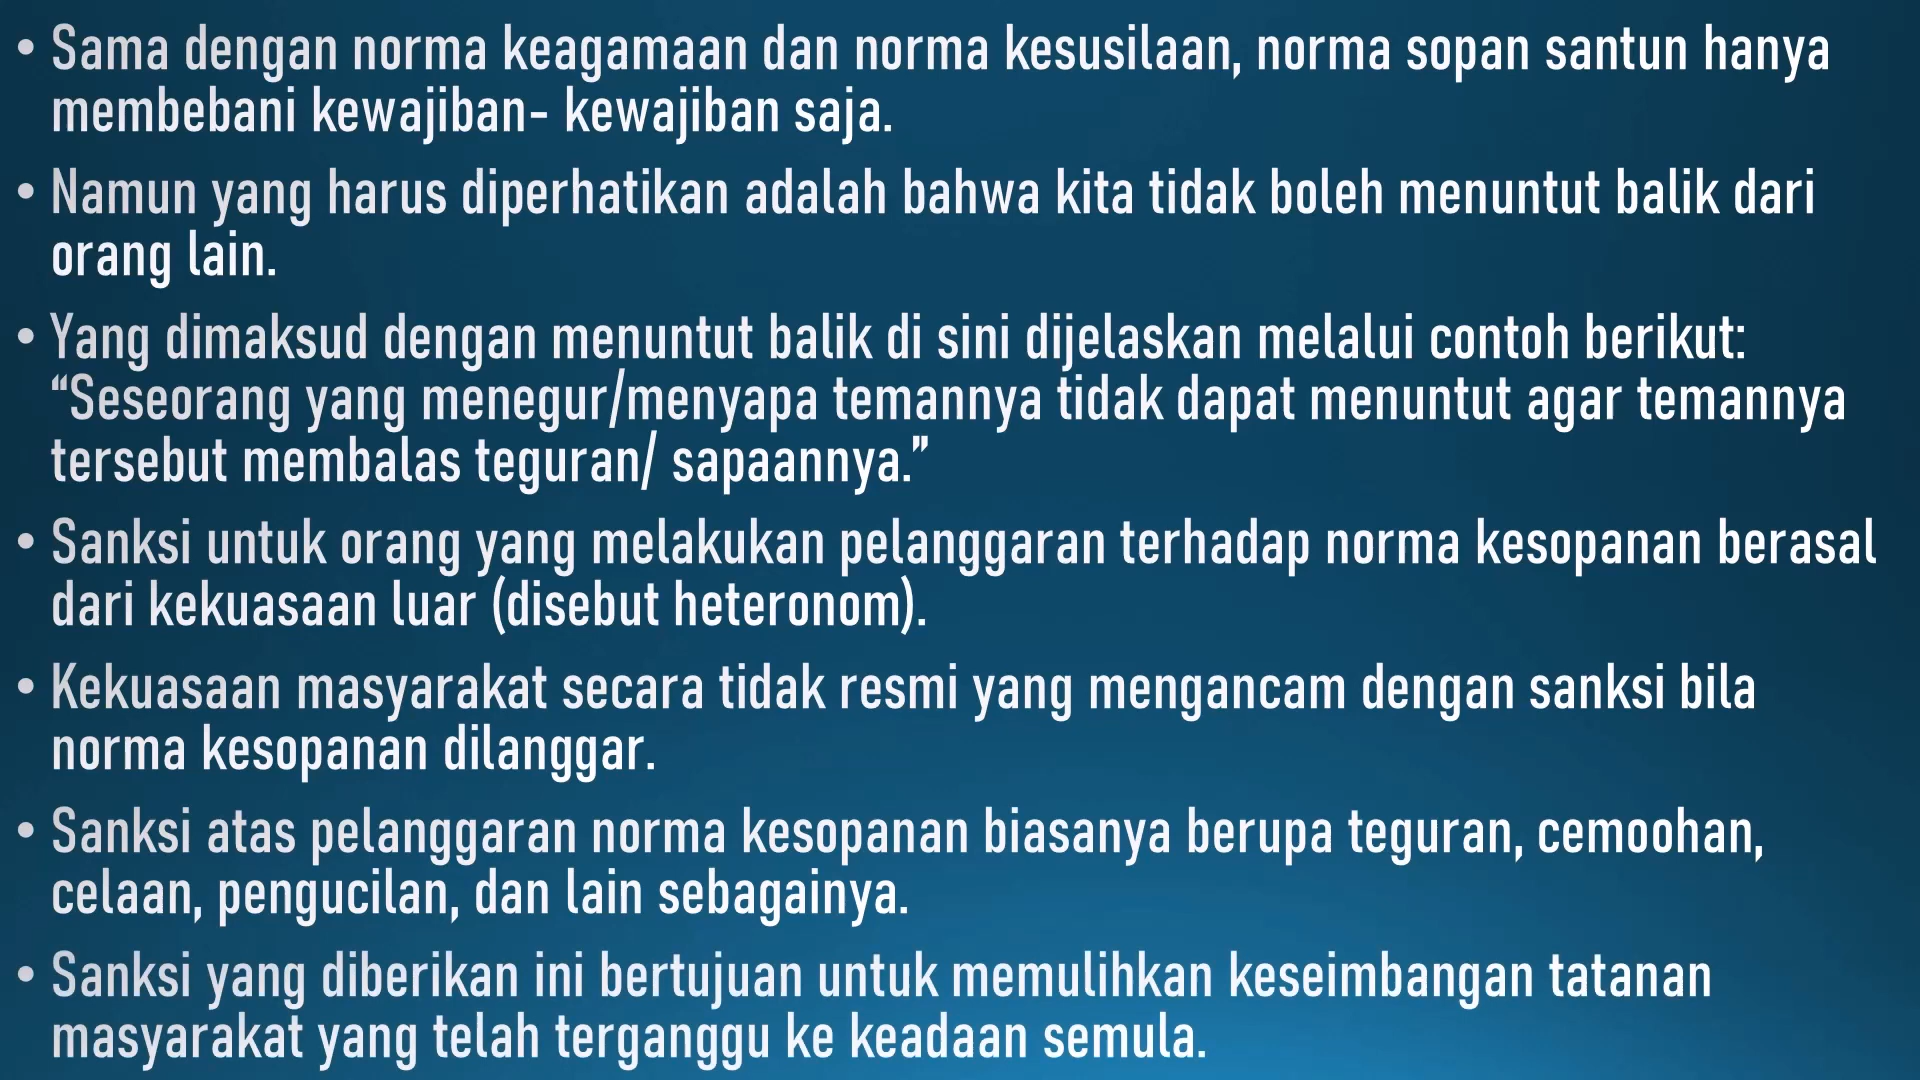 • Sama dengan norma keagamaan dan norma kesusilaan, norma sopan santun hanya
membebani kewajiban- kewajiban saja.
• Namun yang harus diperhatikan adalah bahwa kita tidak boleh menuntut balik dari
orang lain.
• Yang dimaksud dengan menuntut balik di sini dijelaskan melalui contoh berikut:
“Seseorang yang menegur/menyapa temannya tidak dapat menuntut agar temannya
tersebut membalas teguran/ sapaannya.”
• Sanksi untuk orang yang melakukan pelanggaran terhadap norma kesopanan berasal
dari kekuasaan luar (disebut heteronom).
• Kekuasaan masyarakat secara tidak resmi yang mengancam dengan sanksi bila
norma kesopanan dilanggar.
• Sanksi atas pelanggaran norma kesopanan biasanya berupa teguran, cemoohan,
celaan, pengucilan, dan lain sebagainya.
• Sanksi yang diberikan ini bertujuan untuk memulihkan keseimbangan tatanan
masyarakat yang telah terganggu ke keadaan semula.